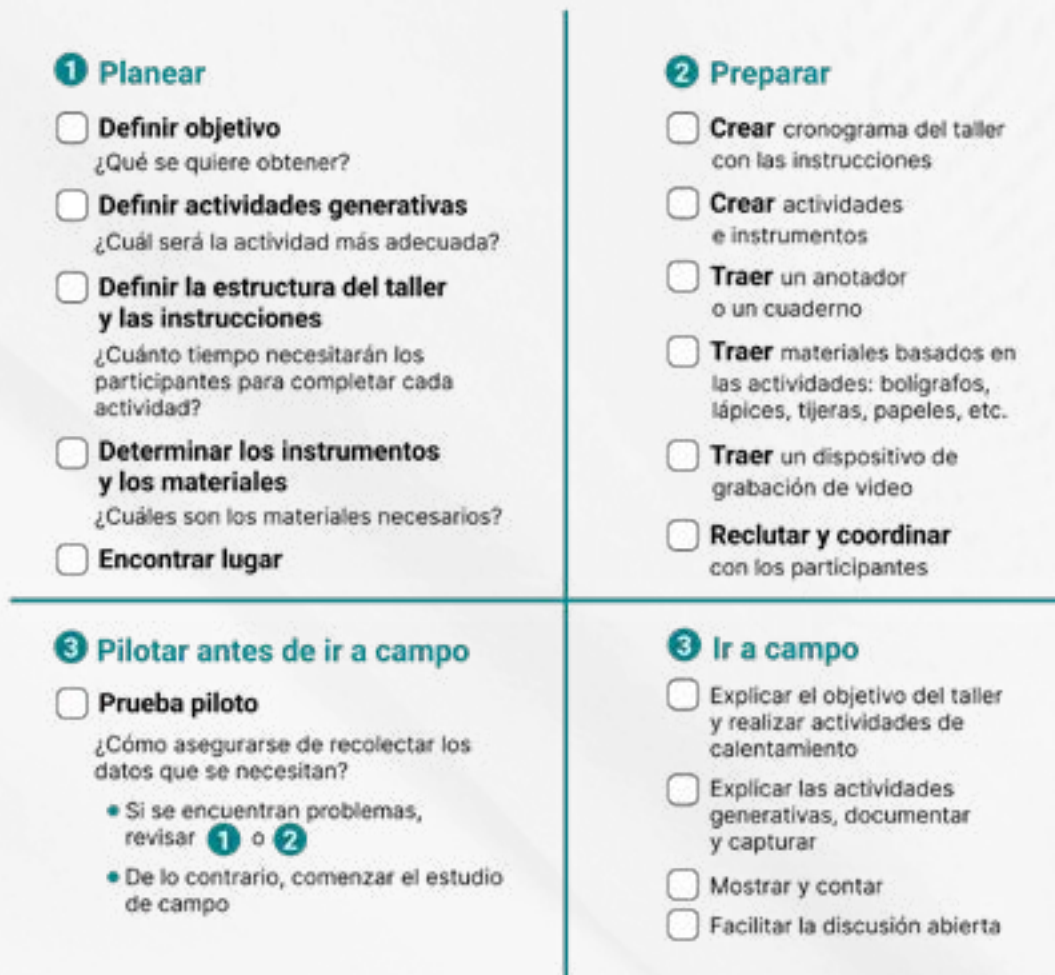 1 Planear
Definir objetivo
¿Qué se quiere obtener?
Definir actividades generativas
¿Cuál será la actividad más adecuada?
Definir la estructura del taller
y las instrucciones
¿Cuánto tiempo necesitarán los
participantes para completar cada
actividad?
Determinar los instrumentos
y los materiales
¿Cuáles son los materiales necesarios?
Encontrar lugar
2 Preparar
Crear cronograma del taller
con las instrucciones
Crear actividades
e instrumentos
Traer un anotador
o un cuaderno
Traer materiales basados en
las actividades: bolígrafos,
lápices, tijeras, papeles, etc.
Traer un dispositivo de
grabación de video
Reclutar y coordinar
con los participantes
3 Pilotar antes de ir a campo
Prueba piloto
¿Cómo asegurarse de recolectar los
datos que se necesitan?
• Si se encuentran problemas,
revisar 1 o 2
• De lo contrario, comenzar el estudio
de campo
3 Ir a campo
Explicar el objetivo del taller
y realizar actividades de
calentamiento
Explicar las actividades
generativas, documentar
y capturar
Mostrar y contar
Facilitar la discusión abierta